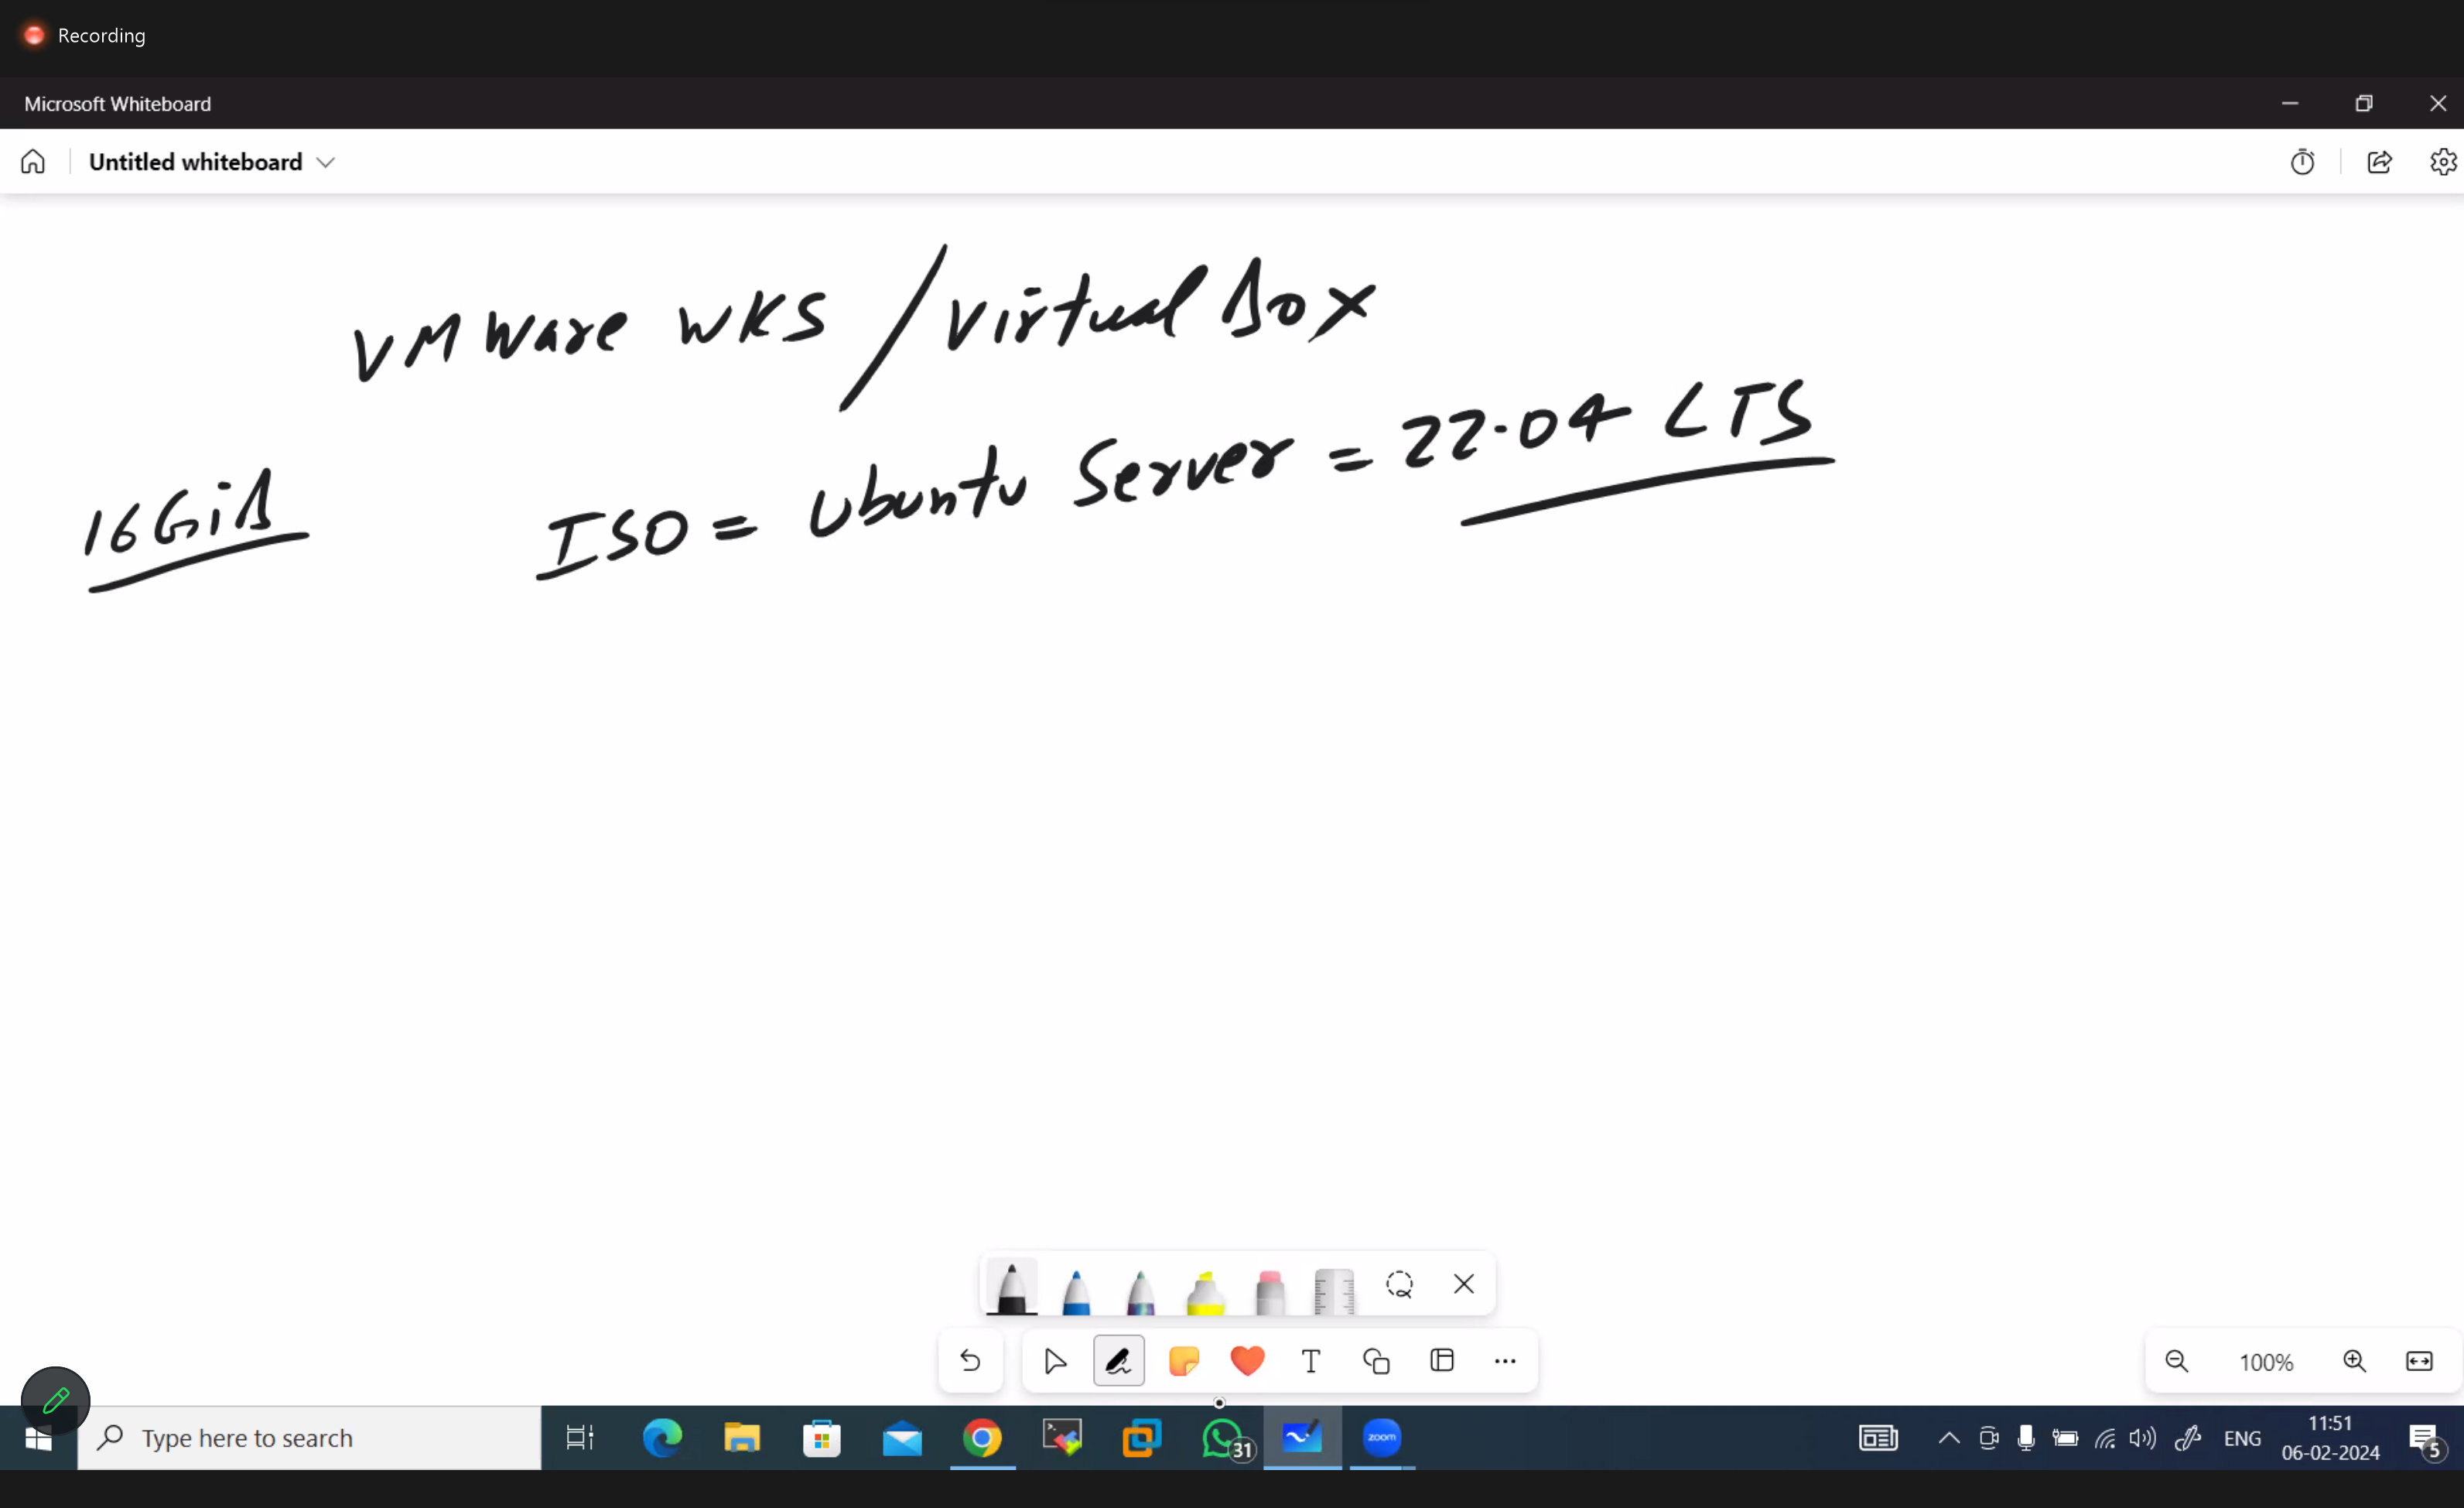 Recording
Microsoft Whiteboard
Untitled whiteboard
VMWare WKS / Virtual Box
16GiB
ISO = Ubuntu Server = 22.04 LTS
100%
zoom
31
Type here to search
ENG
11:51
06-02-2024
5